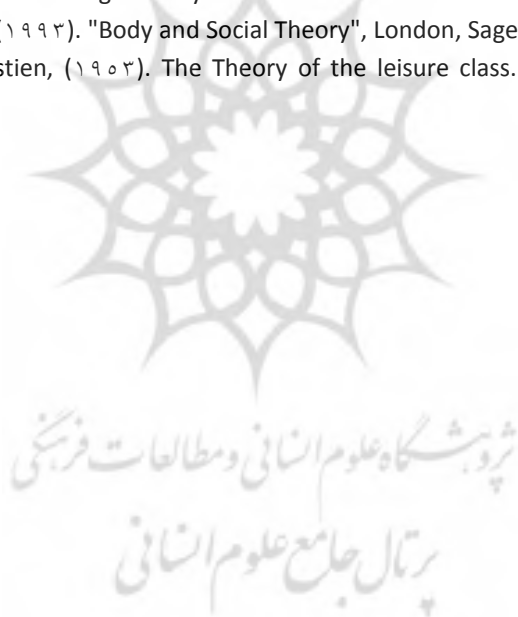 (۱۹۹۳). "Body and Social Theory", London, Sage
stien, (۱۹۵۳). The Theory of the leisure class.
پژوهشگاه علوم انسانی و مطالعات فرهنگی
پرتال جامع علوم انسانی